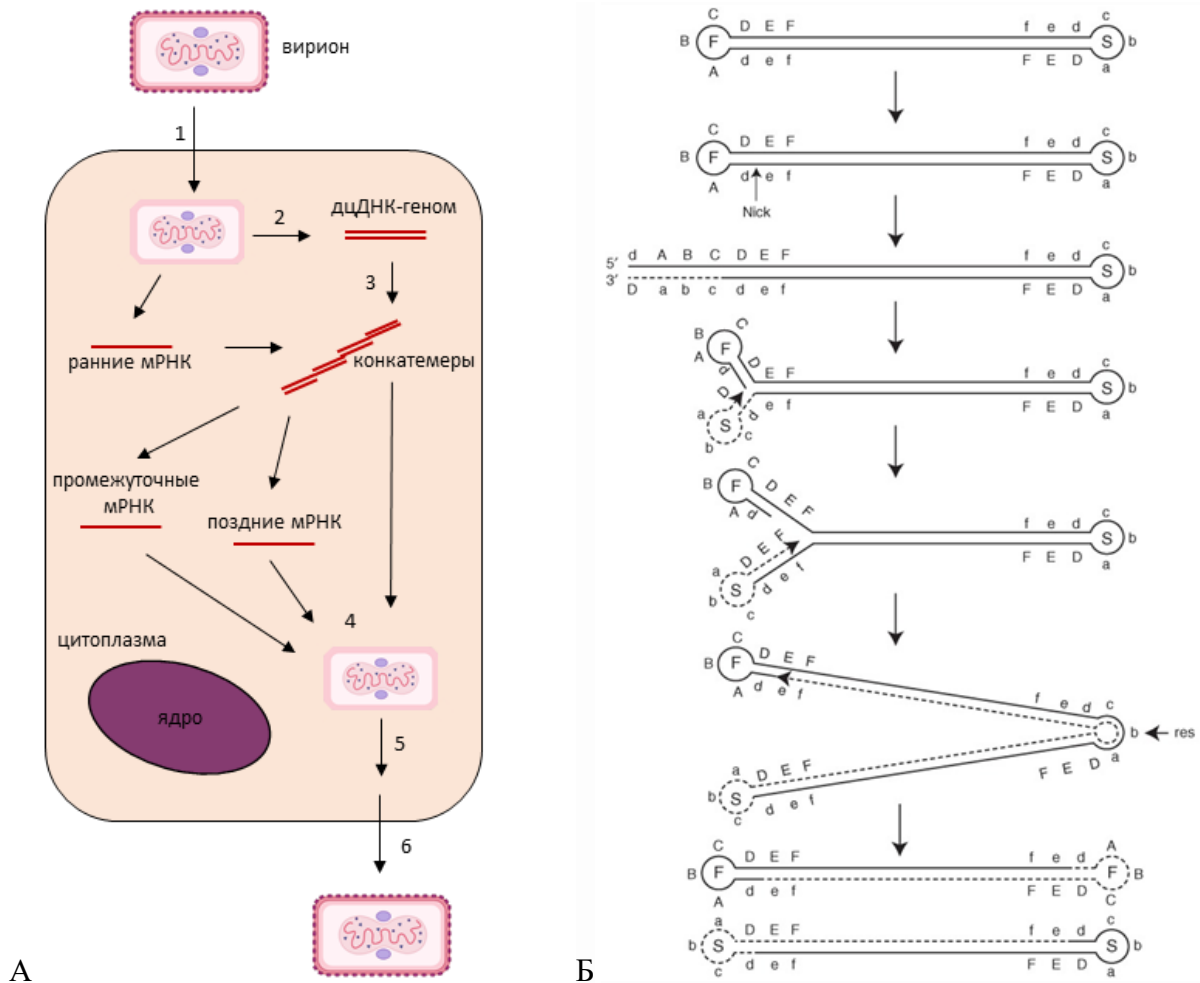 вирион
1
2
дцДНК-геном
3
ранние мРНК
конкатемеры
промежуточные
мРНК
поздние мРНК
4
цитоплазма
ядро
5
6
А
C
D E F
f e d
c
B
F
S
b
A
d e f
F E D
a
C
D E F
f e d
c
B
F
S
b
A
d e f
F E D
a
Nick
d A B C D E F
f e d
c
5′
3′
S
b
D a b c d e f
F E D
a
B
C
F
A
D
d
E F
f e d
c
D
S
b
a
d
e f
F E D
a
S
b
c
C
B
F
D
E
F
A
d
f e d
c
D
E
F
S
b
a
F E D
a
b
S
d
e
f
c
C
D E F
B
F
A
d e f
f e d
c
b
res
a
D E F
F E D
a
b
S
c
d e f
C
D E F
f e d
A
B
F
F
B
A
d e f
F E D
C
a
D E F
f e d
c
b
S
S
b
c
d e f
F E D
a
Б